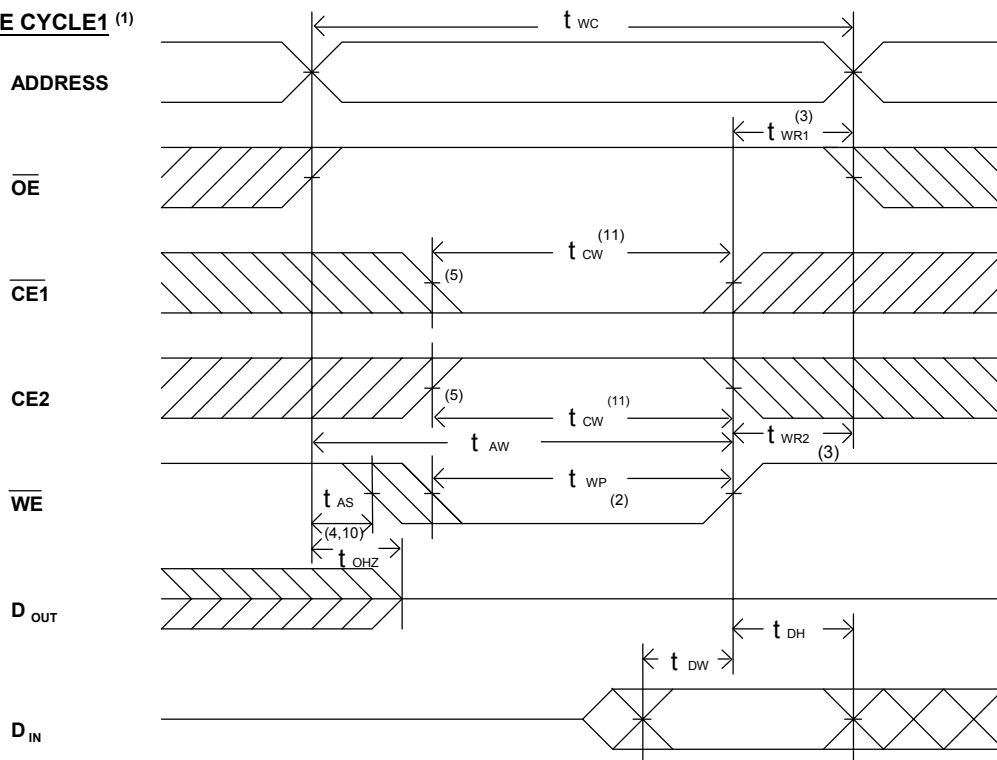 E CYCLE1 (1)
t WC
ADDRESS
t WR1 (3)
OE
t CW (11)
CE1
(5)
CE2
(5)
t CW (11)
t AW
t WR2
(3)
WE
t WP
(2)
t AS
(4,10)
t OHZ
D OUT
t DH
t DW
D IN